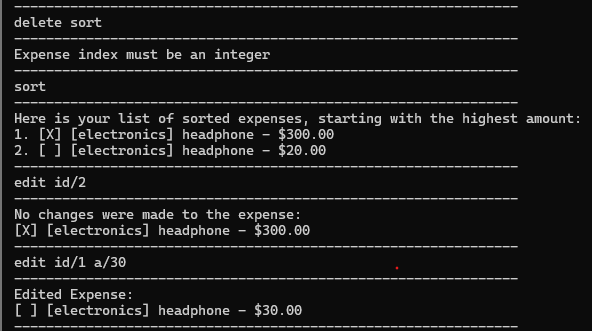 ---------------------------------------------------------------
delete sort
---------------------------------------------------------------
Expense index must be an integer
---------------------------------------------------------------
sort
---------------------------------------------------------------
Here is your list of sorted expenses, starting with the highest amount:
1. [X] [electronics] headphone - $300.00
2. [ ] [electronics] headphone - $20.00
---------------------------------------------------------------
edit id/2
---------------------------------------------------------------
No changes were made to the expense:
[X] [electronics] headphone - $300.00
---------------------------------------------------------------
edit id/1 a/30
---------------------------------------------------------------
Edited Expense:
[ ] [electronics] headphone - $30.00
---------------------------------------------------------------